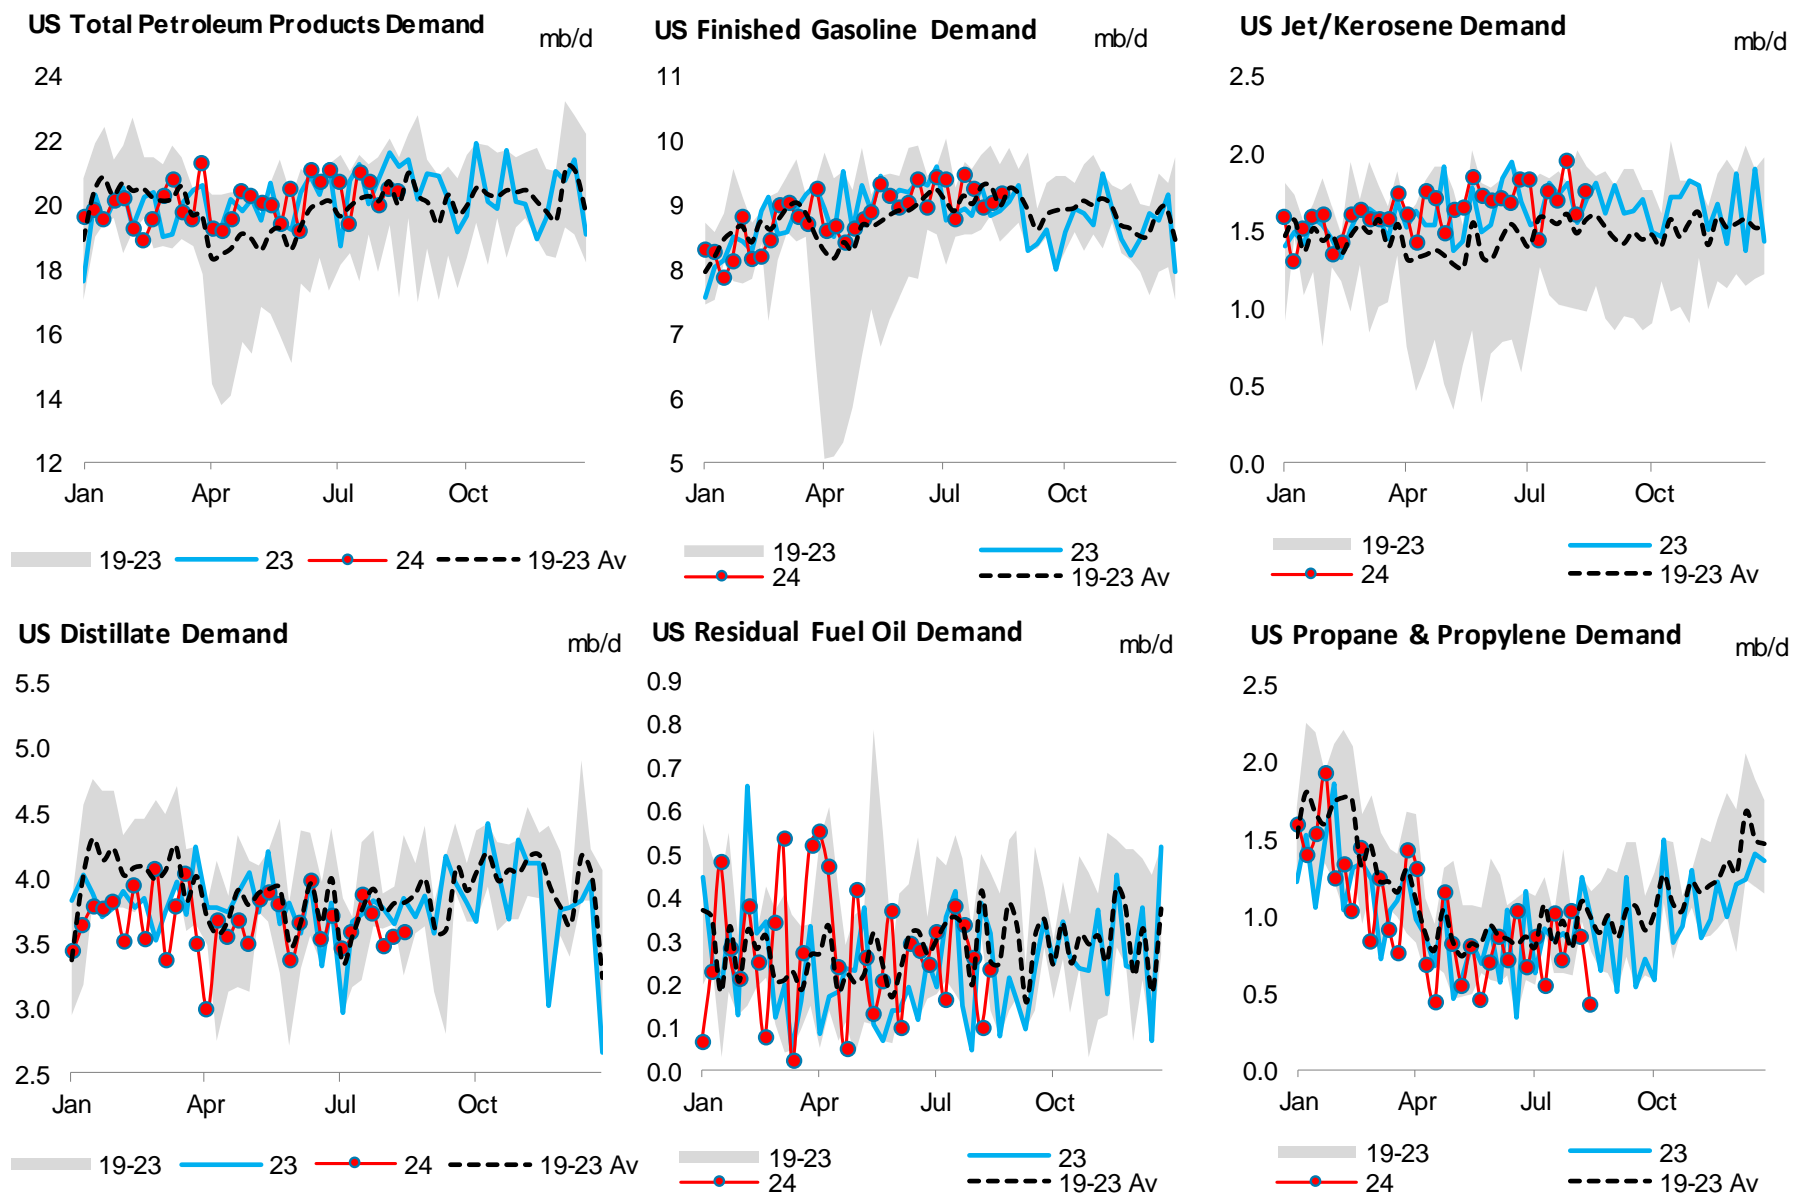 US Total Petroleum Products Demand
mb/d
24
22
20
18
16
14
12
Jan Apr Jul Oct
19-23 23 24 19-23 Av
US Finished Gasoline Demand
mb/d
11
10
9
8
7
6
5
Jan Apr Jul Oct
19-23 23
24 19-23 Av
US Jet/Kerosene Demand
mb/d
2.5
2.0
1.5
1.0
0.5
0.0
Jan Apr Jul Oct
19-23 23
24 19-23 Av
US Distillate Demand
mb/d
5.5
5.0
4.5
4.0
3.5
3.0
2.5
Jan Apr Jul Oct
19-23 23 24 19-23 Av
US Residual Fuel Oil Demand
mb/d
0.9
0.8
0.7
0.6
0.5
0.4
0.3
0.2
0.1
0.0
Jan Apr Jul Oct
19-23 23
24 19-23 Av
US Propane & Propylene Demand
mb/d
2.5
2.0
1.5
1.0
0.5
0.0
Jan Apr Jul Oct
19-23 23
24 19-23 Av